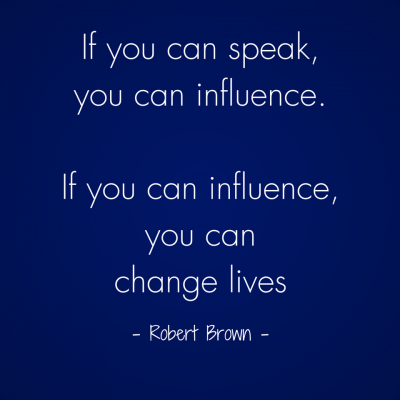 If you can speak,
you can influence.
If you can influence,
you can
change lives
- Robert Brown -